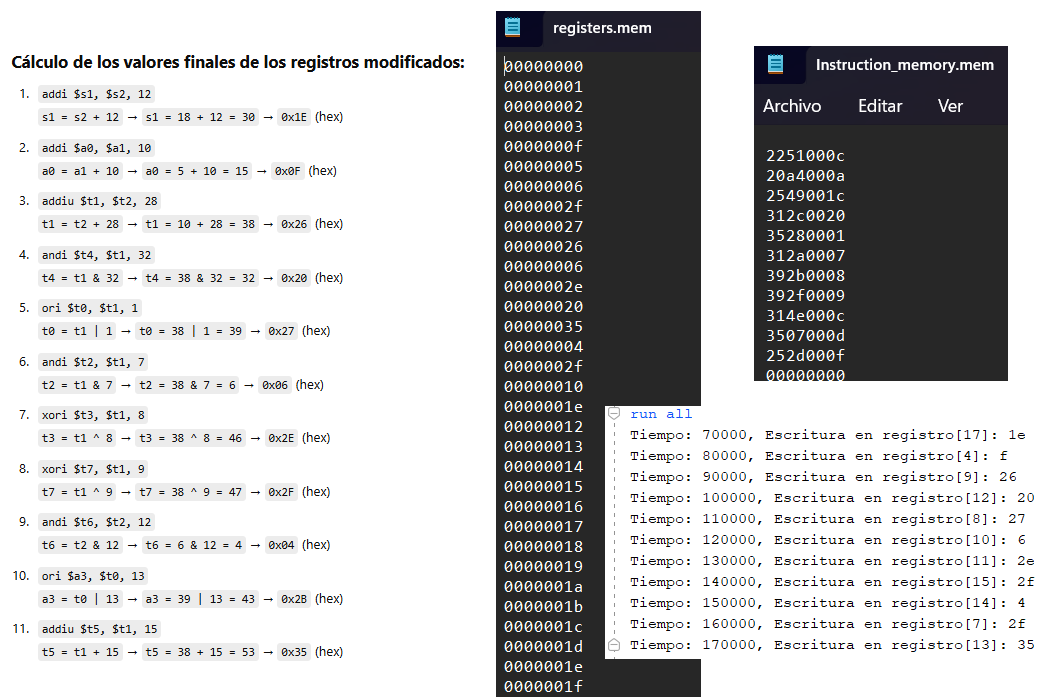 Cálculo de los valores finales de los registros modificados:
1. addi $s1, $s2, 12
s1 = s2 + 12 → s1 = 18 + 12 = 30 → 0x1E (hex)
2. addi $a0, $a1, 10
a0 = a1 + 10 → a0 = 5 + 10 = 15 → 0x0F (hex)
3. addiu $t1, $t2, 28
t1 = t2 + 28 → t1 = 10 + 28 = 38 → 0x26 (hex)
4. andi $t4, $t1, 32
t4 = t1 & 32 → t4 = 38 & 32 = 32 → 0x20 (hex)
5. ori $t0, $t1, 1
t0 = t1 | 1 → t0 = 38 | 1 = 39 → 0x27 (hex)
6. andi $t2, $t1, 7
t2 = t1 & 7 → t2 = 38 & 7 = 6 → 0x06 (hex)
7. xori $t3, $t1, 8
t3 = t1 ^ 8 → t3 = 38 ^ 8 = 46 → 0x2E (hex)
8. xori $t7, $t1, 9
t7 = t1 ^ 9 → t7 = 38 ^ 9 = 47 → 0x2F (hex)
9. andi $t6, $t2, 12
t6 = t2 & 12 → t6 = 6 & 12 = 4 → 0x04 (hex)
10. ori $a3, $t0, 13
a3 = t0 | 13 → a3 = 39 | 13 = 43 → 0x2B (hex)
11. addiu $t5, $t1, 15
t5 = t1 + 15 → t5 = 38 + 15 = 53 → 0x35 (hex)
registers.mem
00000000
00000001
00000002
00000003
0000000f
00000005
00000006
0000002f
00000027
00000026
00000006
0000002e
00000020
00000035
00000004
0000002f
00000010
0000001e
00000012
00000013
00000014
00000015
00000016
00000017
00000018
00000019
0000001a
0000001b
0000001c
0000001d
0000001e
0000001f
Instruction_memory.mem
Archivo Editar Ver
2251000c
20a4000a
2549001c
312c0020
35280001
312a0007
392b0008
392f0009
314e000c
3507000d
252d000f
00000000
run all
Tiempo: 70000, Escritura en registro[17]: 1e
Tiempo: 80000, Escritura en registro[4]: f
Tiempo: 90000, Escritura en registro[9]: 26
Tiempo: 100000, Escritura en registro[12]: 20
Tiempo: 110000, Escritura en registro[8]: 27
Tiempo: 120000, Escritura en registro[10]: 6
Tiempo: 130000, Escritura en registro[11]: 2e
Tiempo: 140000, Escritura en registro[15]: 2f
Tiempo: 150000, Escritura en registro[14]: 4
Tiempo: 160000, Escritura en registro[7]: 2f
Tiempo: 170000, Escritura en registro[13]: 35